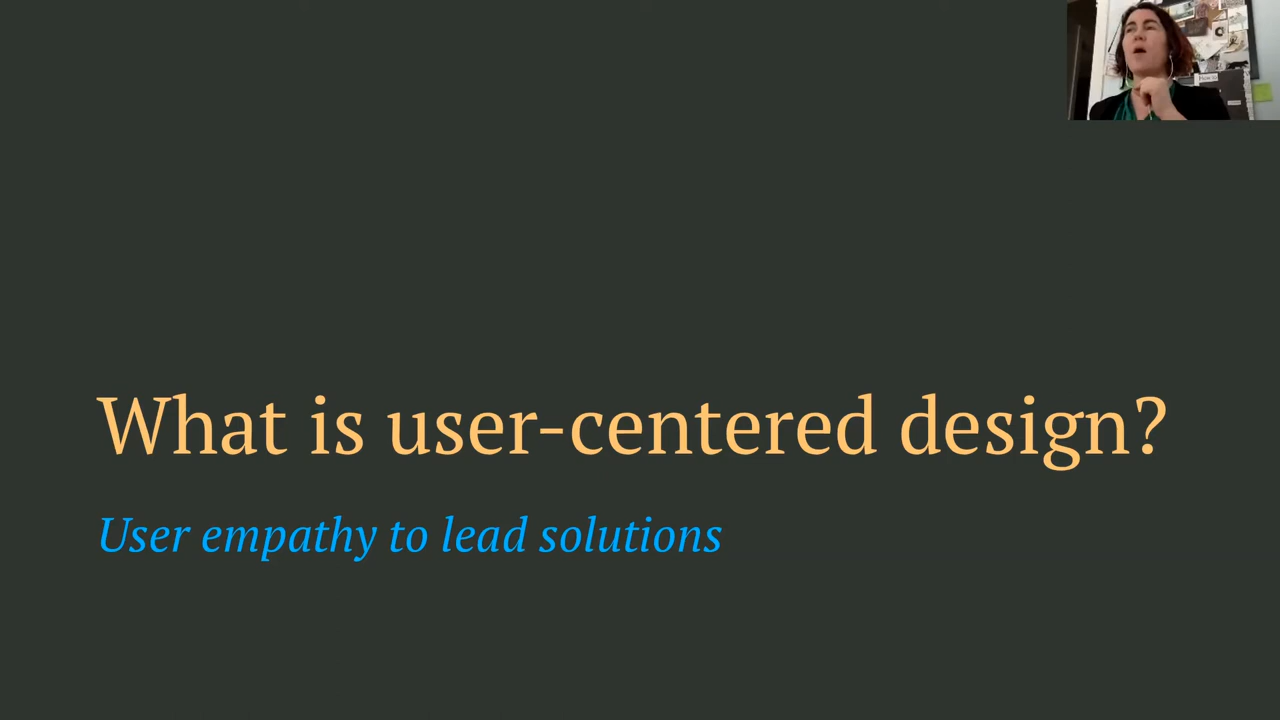 What is user-centered design?
User empathy to lead solutions